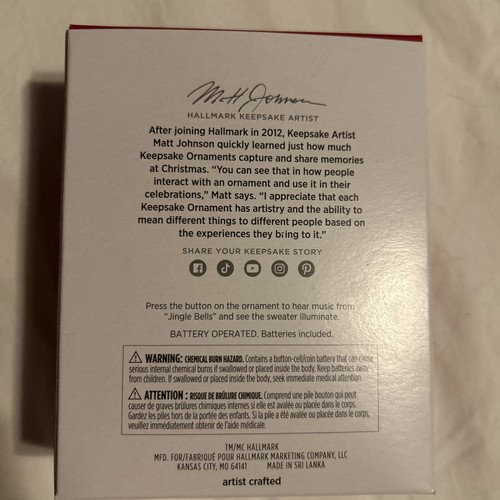 Matt Johnson
HALLMARK KEEPSAKE ARTIST
After joining Hallmark in 2012, Keepsake Artist
Matt Johnson quickly learned just how much
Keepsake Ornaments capture and share memories
at Christmas. “You can see that in how people
interact with an ornament and use it in their
celebrations,” Matt says. “I appreciate that each
Keepsake Ornament has artistry and the ability to
mean different things to different people based on
the experiences they bring to it.”
SHARE YOUR KEEPSAKE STORY
Press the button on the ornament to hear music from
“Jingle Bells” and see the sweater illuminate.
BATTERY OPERATED. Batteries included.
WARNING: CHEMICAL BURN HAZARD. Contains a button-cell/coin battery that can cause
serious internal chemical burns if swallowed or placed inside the body. Keep batteries away
from children. If swallowed or placed inside the body, seek immediate medical attention.
ATTENTION : RISQUE DE BRÛLURE CHIMIQUE. Comprend une pile bouton qui peut
causer de graves brûlures chimiques internes si elle est avalée ou placée dans le corps.
Gardez les piles hors de la portée des enfants. Si la pile a été avalée ou placée dans le corps,
veuillez immédiatement obtenir de l'aide médicale.
TM/MC HALLMARK
MFD. FOR/FABRIQUÉ POUR HALLMARK MARKETING COMPANY, LLC
KANSAS CITY, MO 64141 MADE IN SRI LANKA
artist crafted